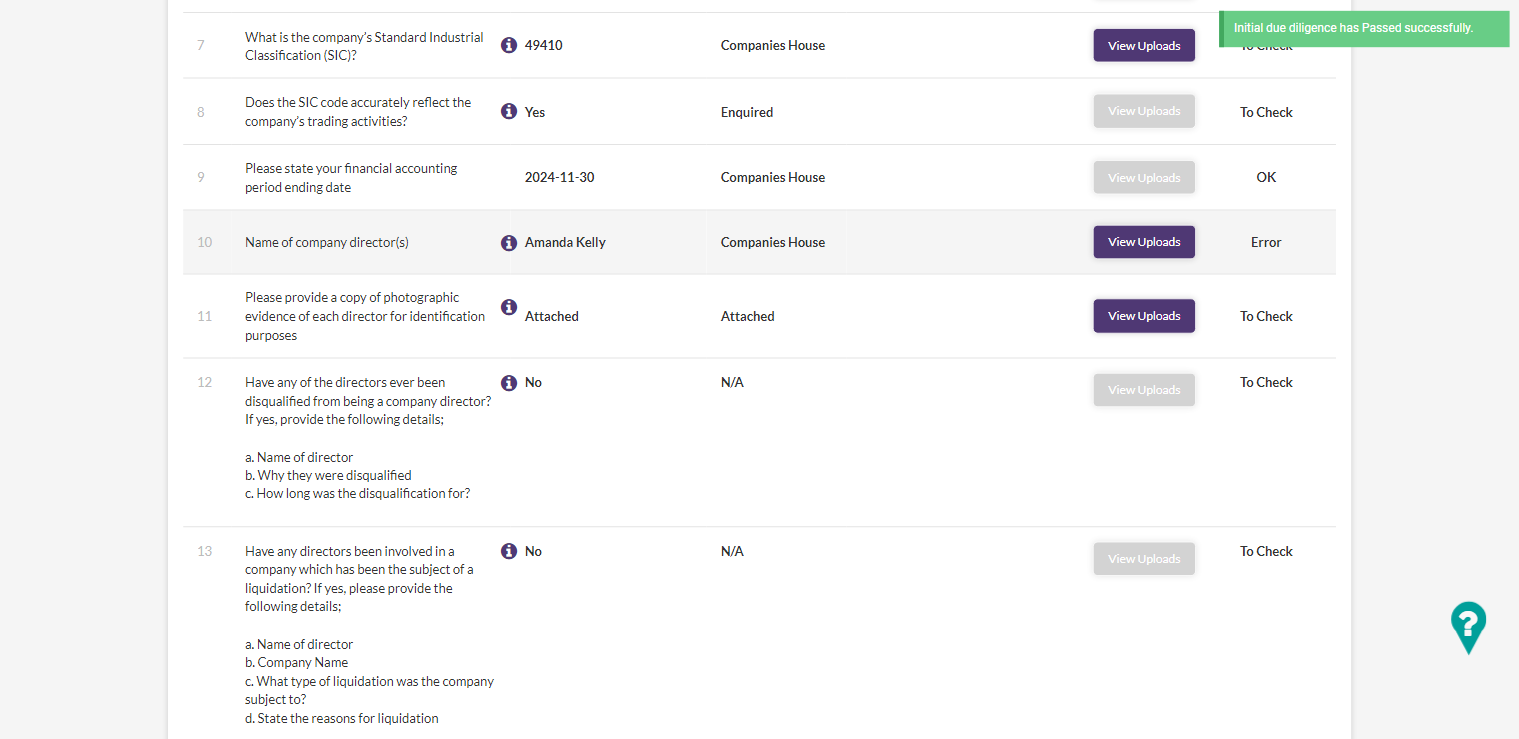 Initial due diligence has Passed successfully.
7
What is the company's Standard Industrial
Classification (SIC)?
49410
Companies House
View Uploads
To Check
8
Does the SIC code accurately reflect the
company's trading activities?
Yes
Enquired
View Uploads
To Check
9
Please state your financial accounting
period ending date
2024-11-30
Companies House
View Uploads
OK
10
Name of company director(s)
Amanda Kelly
Companies House
View Uploads
Error
11
Please provide a copy of photographic
evidence of each director for identification
purposes
Attached
Attached
View Uploads
To Check
12
Have any of the directors ever been
disqualified from being a company director?
If yes, provide the following details;
a. Name of director
b. Why they were disqualified
c. How long was the disqualification for?
No
N/A
View Uploads
To Check
13
Have any directors been involved in a
company which has been the subject of a
liquidation? If yes, please provide the
following details;
a. Name of director
b. Company Name
c. What type of liquidation was the company
subject to?
d. State the reasons for liquidation
No
N/A
View Uploads
To Check
?